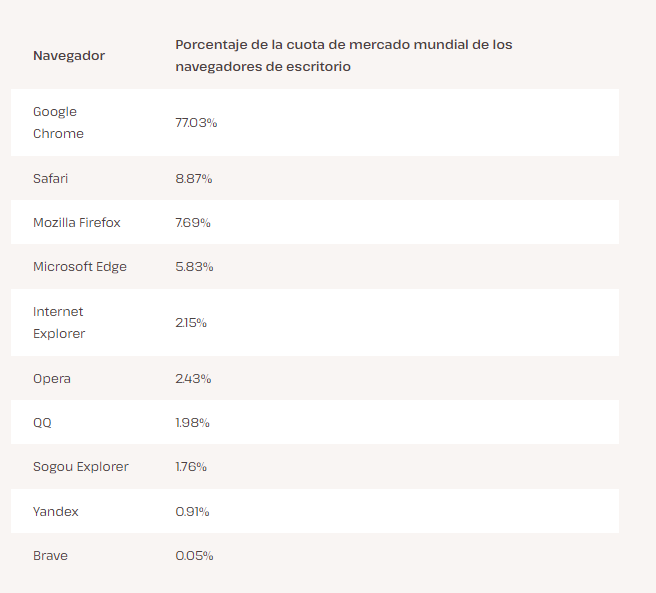 Navegador
Porcentaje de la cuota de mercado mundial de los
navegadores de escritorio
Google
Chrome
77.03%
Safari
8.87%
Mozilla Firefox
7.69%
Microsoft Edge
5.83%
Internet
Explorer
2.15%
Opera
2.43%
QQ
1.98%
Sogou Explorer
1.76%
Yandex
0.91%
Brave
0.05%